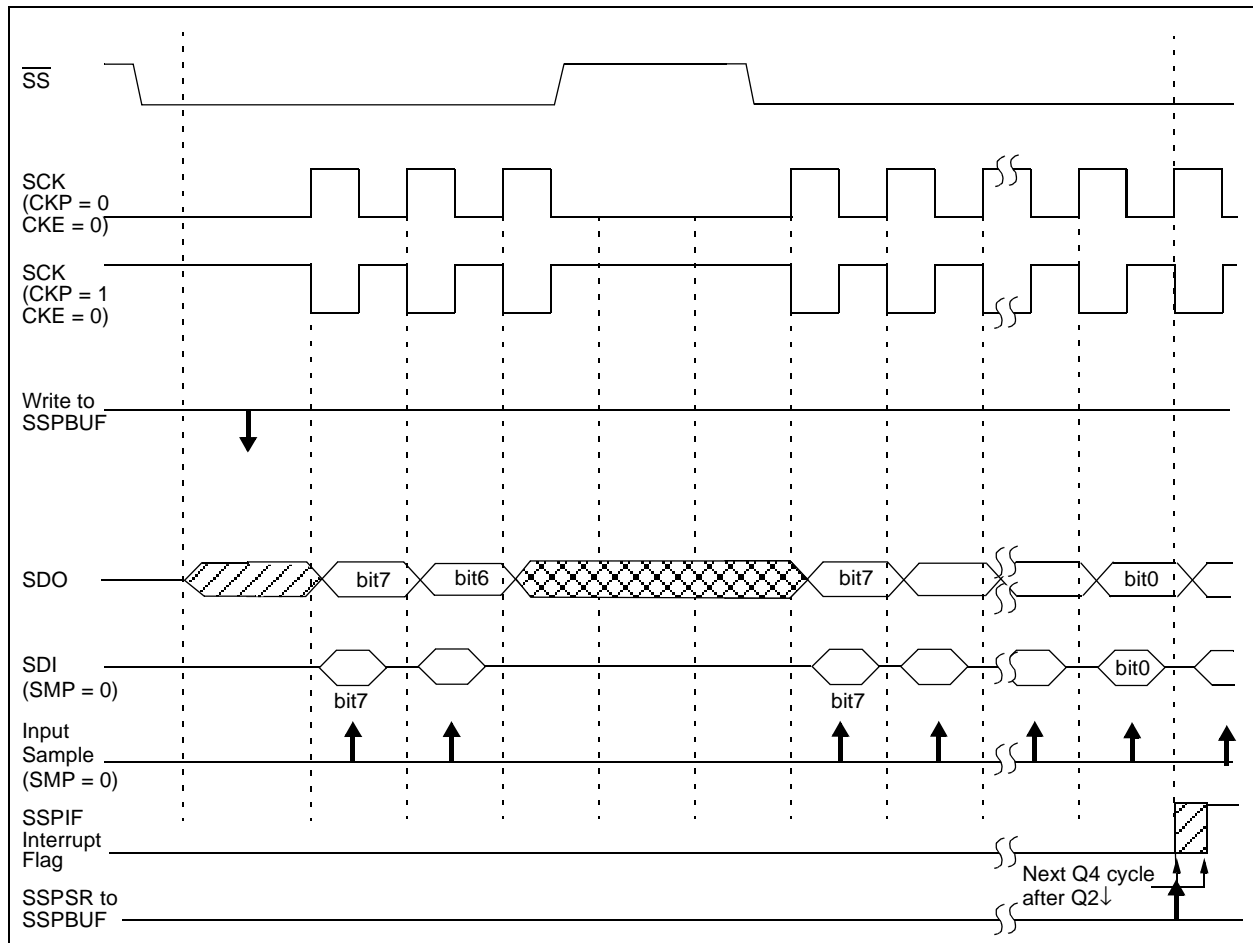 SS
SCK
(CKP = 0
CKE = 0)
SCK
(CKP = 1
CKE = 0)
Write to
SSPBUF
SDO
bit7
bit6
bit7
bit0
SDI
(SMP = 0)
bit7
bit7
bit0
Input
Sample
(SMP = 0)
SSPIF
Interrupt
Flag
Next Q4 cycle
after Q2↓
SSPSR to
SSPBUF